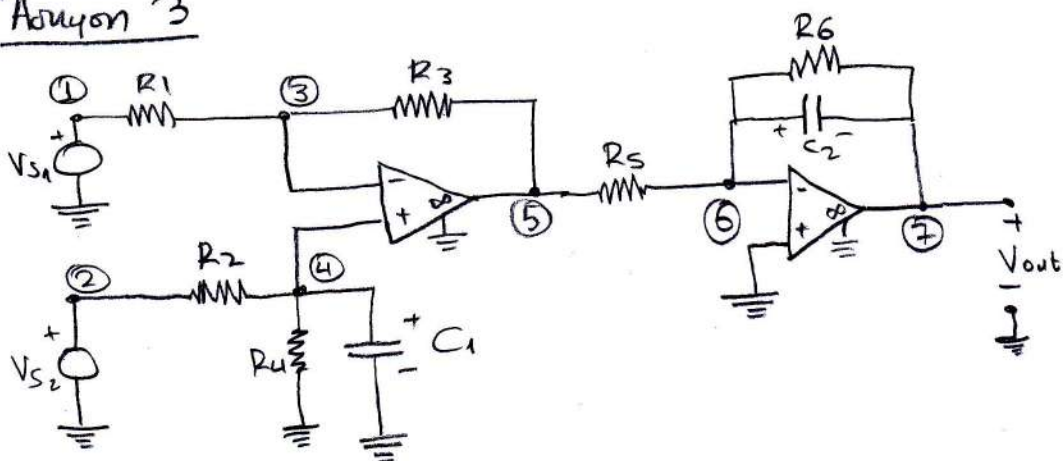 Άσκηση 3
R6
① R1 ③ R3
+ C2 -
VS1 + - R5 -
∞ ∞
+ ⑤ ⑥ + ⑦ +
② R2 ④ Vout
+ + -
VS2 R4 C1
-